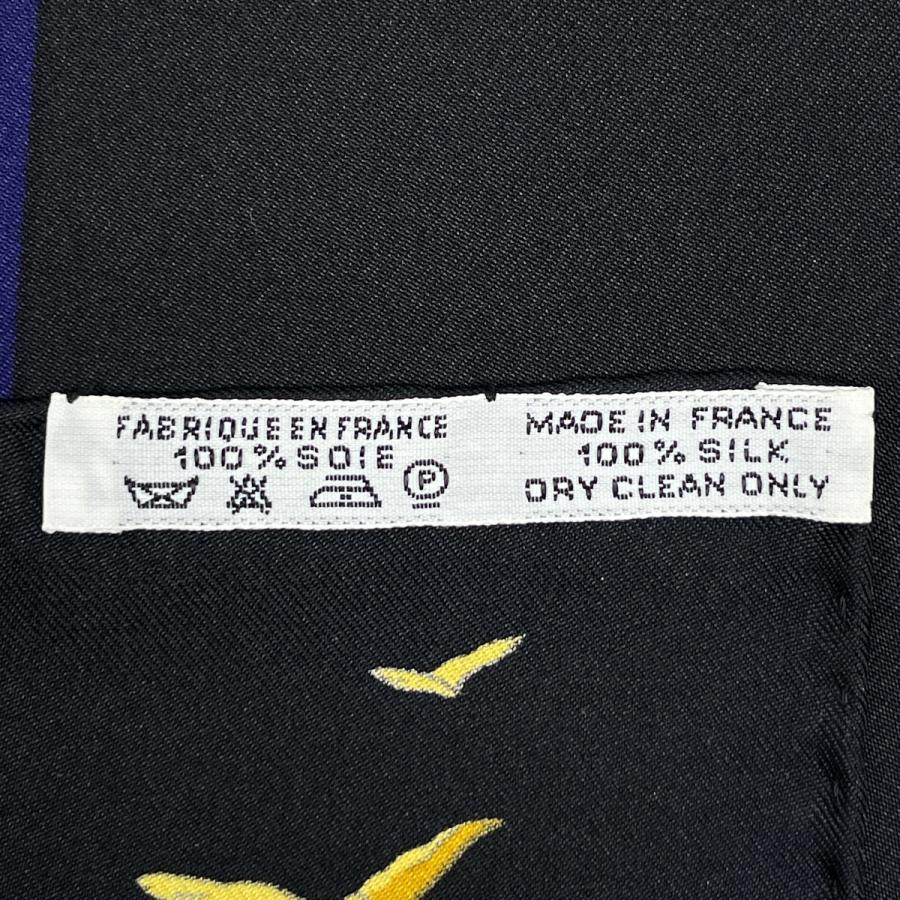 FABRIQUE EN FRANCE
100% SOIE
P
MADE IN FRANCE
100% SILK
DRY CLEAN ONLY